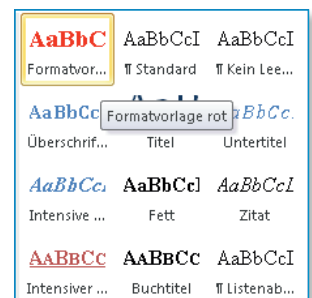 AaBbC AaBbCcI AaBbCcI
Formatvor... ¶ Standard ¶ Kein Lee...
AaBbCc Formatvorlage rot aBbCc.
Überschrif... Titel Untertitel
AaBbCc. AaBbCcl AaBbCcL
Intensive ... Fett Zitat
AABBCC AABBCC AaBbCcI
Intensiver ... Buchtitel ¶ Listenab...